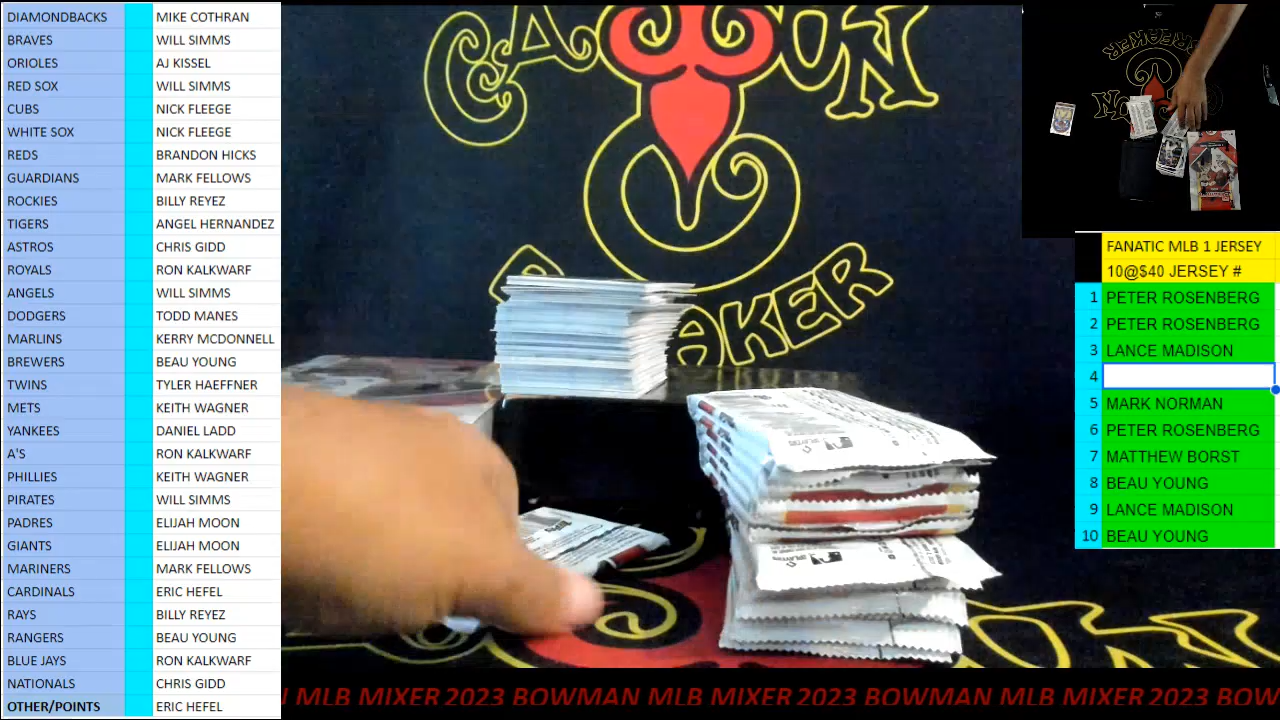 DIAMONDBACKS MIKE COTHRAN
BRAVES WILL SIMMS
ORIOLES AJ KISSEL
RED SOX WILL SIMMS
CUBS NICK FLEEGE
WHITE SOX NICK FLEEGE
REDS BRANDON HICKS
GUARDIANS MARK FELLOWS
ROCKIES BILLY REYEZ
TIGERS ANGEL HERNANDEZ
ASTROS CHRIS GIDD
ROYALS RON KALKWARF
ANGELS WILL SIMMS
DODGERS TODD MANES
MARLINS KERRY MCDONNELL
BREWERS BEAU YOUNG
TWINS TYLER HAEFFNER
METS KEITH WAGNER
YANKEES DANIEL LADD
A'S RON KALKWARF
PHILLIES KEITH WAGNER
PIRATES WILL SIMMS
PADRES ELIJAH MOON
GIANTS ELIJAH MOON
MARINERS MARK FELLOWS
CARDINALS ERIC HEFEL
RAYS BILLY REYEZ
RANGERS BEAU YOUNG
BLUE JAYS RON KALKWARF
NATIONALS CHRIS GIDD
OTHER/POINTS ERIC HEFEL
FANATIC MLB 1 JERSEY
10@$40 JERSEY #
1 PETER ROSENBERG
2 PETER ROSENBERG
3 LANCE MADISON
4
5 MARK NORMAN
6 PETER ROSENBERG
7 MATTHEW BORST
8 BEAU YOUNG
9 LANCE MADISON
10 BEAU YOUNG
MLB MIXER 2023 BOWMAN MLB MIXER 2023 BOWMAN MLB MIXER 2023 BOWMAN